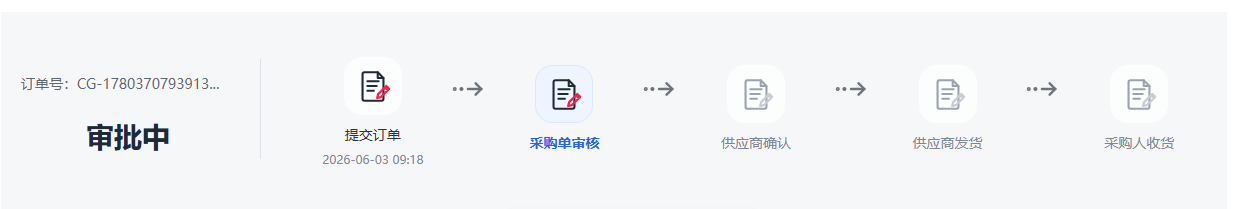 订单号：CG-1780370793913...
审批中
提交订单
2026-06-03 09:18
采购单审核
供应商确认
供应商发货
采购人收货